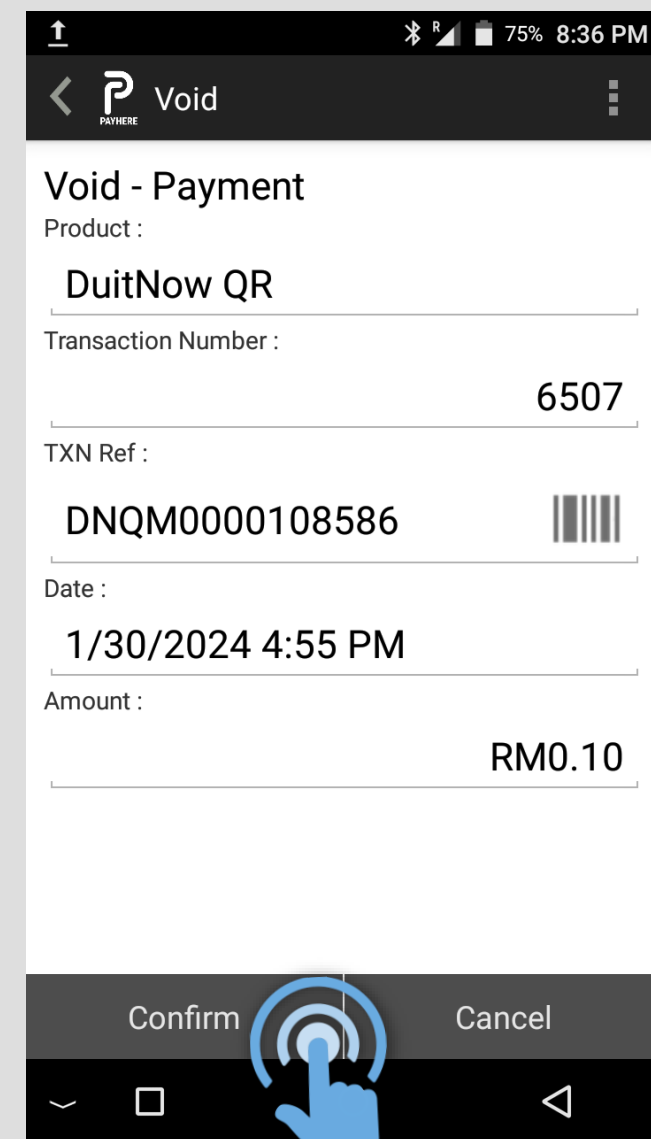 R 75% 8:36 PM
PAYHERE Void
Void - Payment
Product :
DuitNow QR
Transaction Number :
6507
TXN Ref :
DNQM0000108586
Date :
1/30/2024 4:55 PM
Amount :
RM0.10
Confirm Cancel